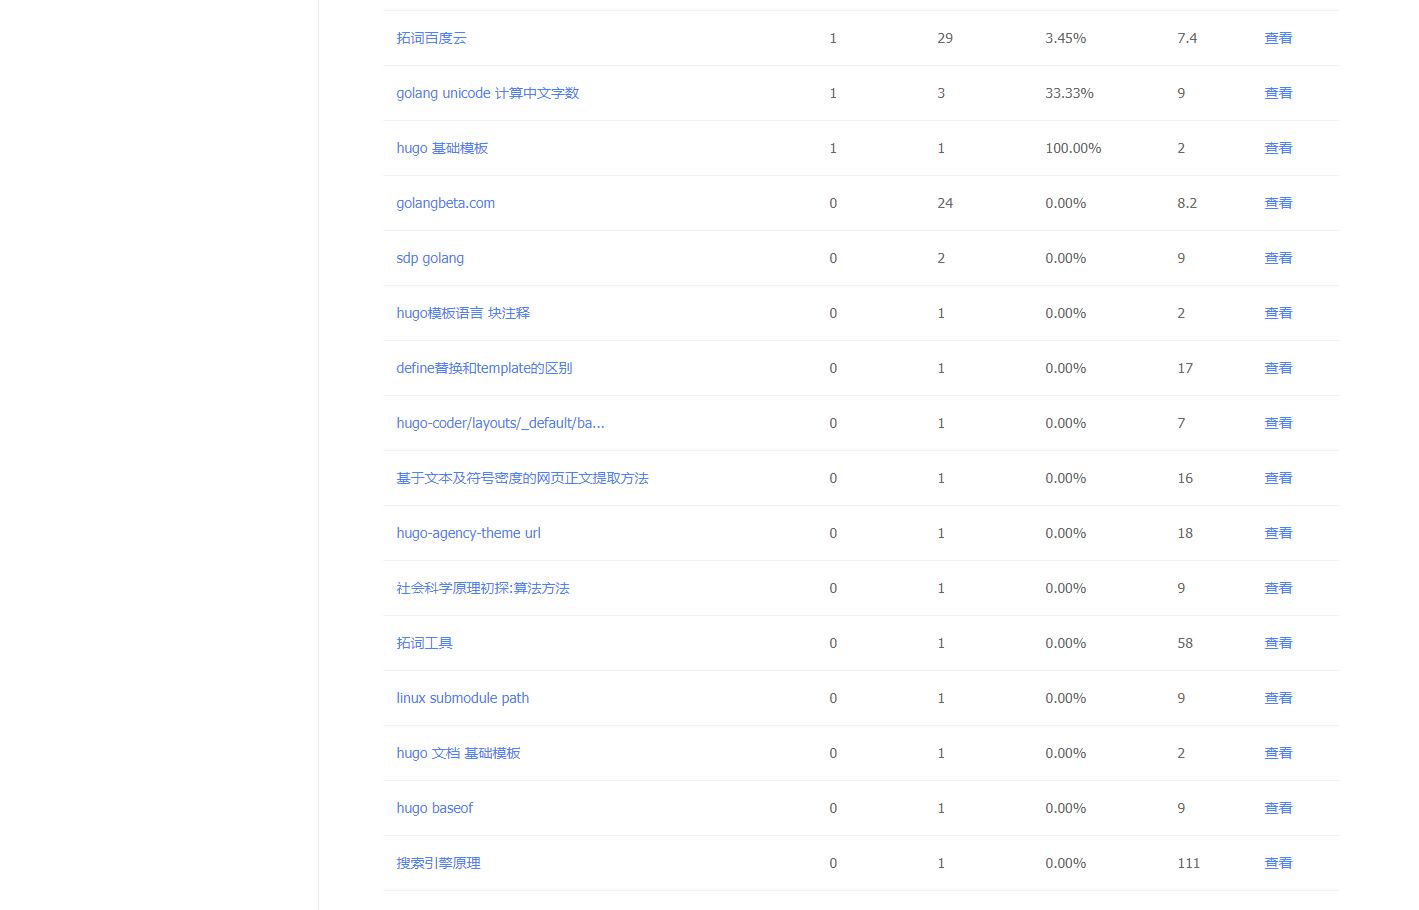 拓词百度云 1 29 3.45% 7.4 查看
golang unicode 计算中文字数 1 3 33.33% 9 查看
hugo 基础模板 1 1 100.00% 2 查看
golangbeta.com 0 24 0.00% 8.2 查看
sdp golang 0 2 0.00% 9 查看
hugo模板语言 块注释 0 1 0.00% 2 查看
define替换和template的区别 0 1 0.00% 17 查看
hugo-coder/layouts/_default/ba... 0 1 0.00% 7 查看
基于文本及符号密度的网页正文提取方法 0 1 0.00% 16 查看
hugo-agency-theme url 0 1 0.00% 18 查看
社会科学原理初探:算法方法 0 1 0.00% 9 查看
拓词工具 0 1 0.00% 58 查看
linux submodule path 0 1 0.00% 9 查看
hugo 文档 基础模板 0 1 0.00% 2 查看
hugo baseof 0 1 0.00% 9 查看
搜索引擎原理 0 1 0.00% 111 查看